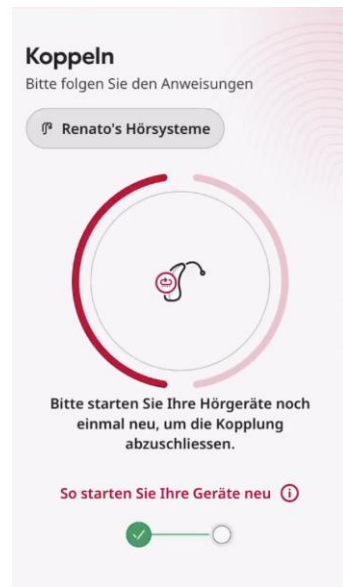 Koppeln
Bitte folgen Sie den Anweisungen
Renato's Hörsysteme
Bitte starten Sie Ihre Hörgeräte noch
einmal neu, um die Kopplung
abzuschliessen.
So starten Sie Ihre Geräte neu